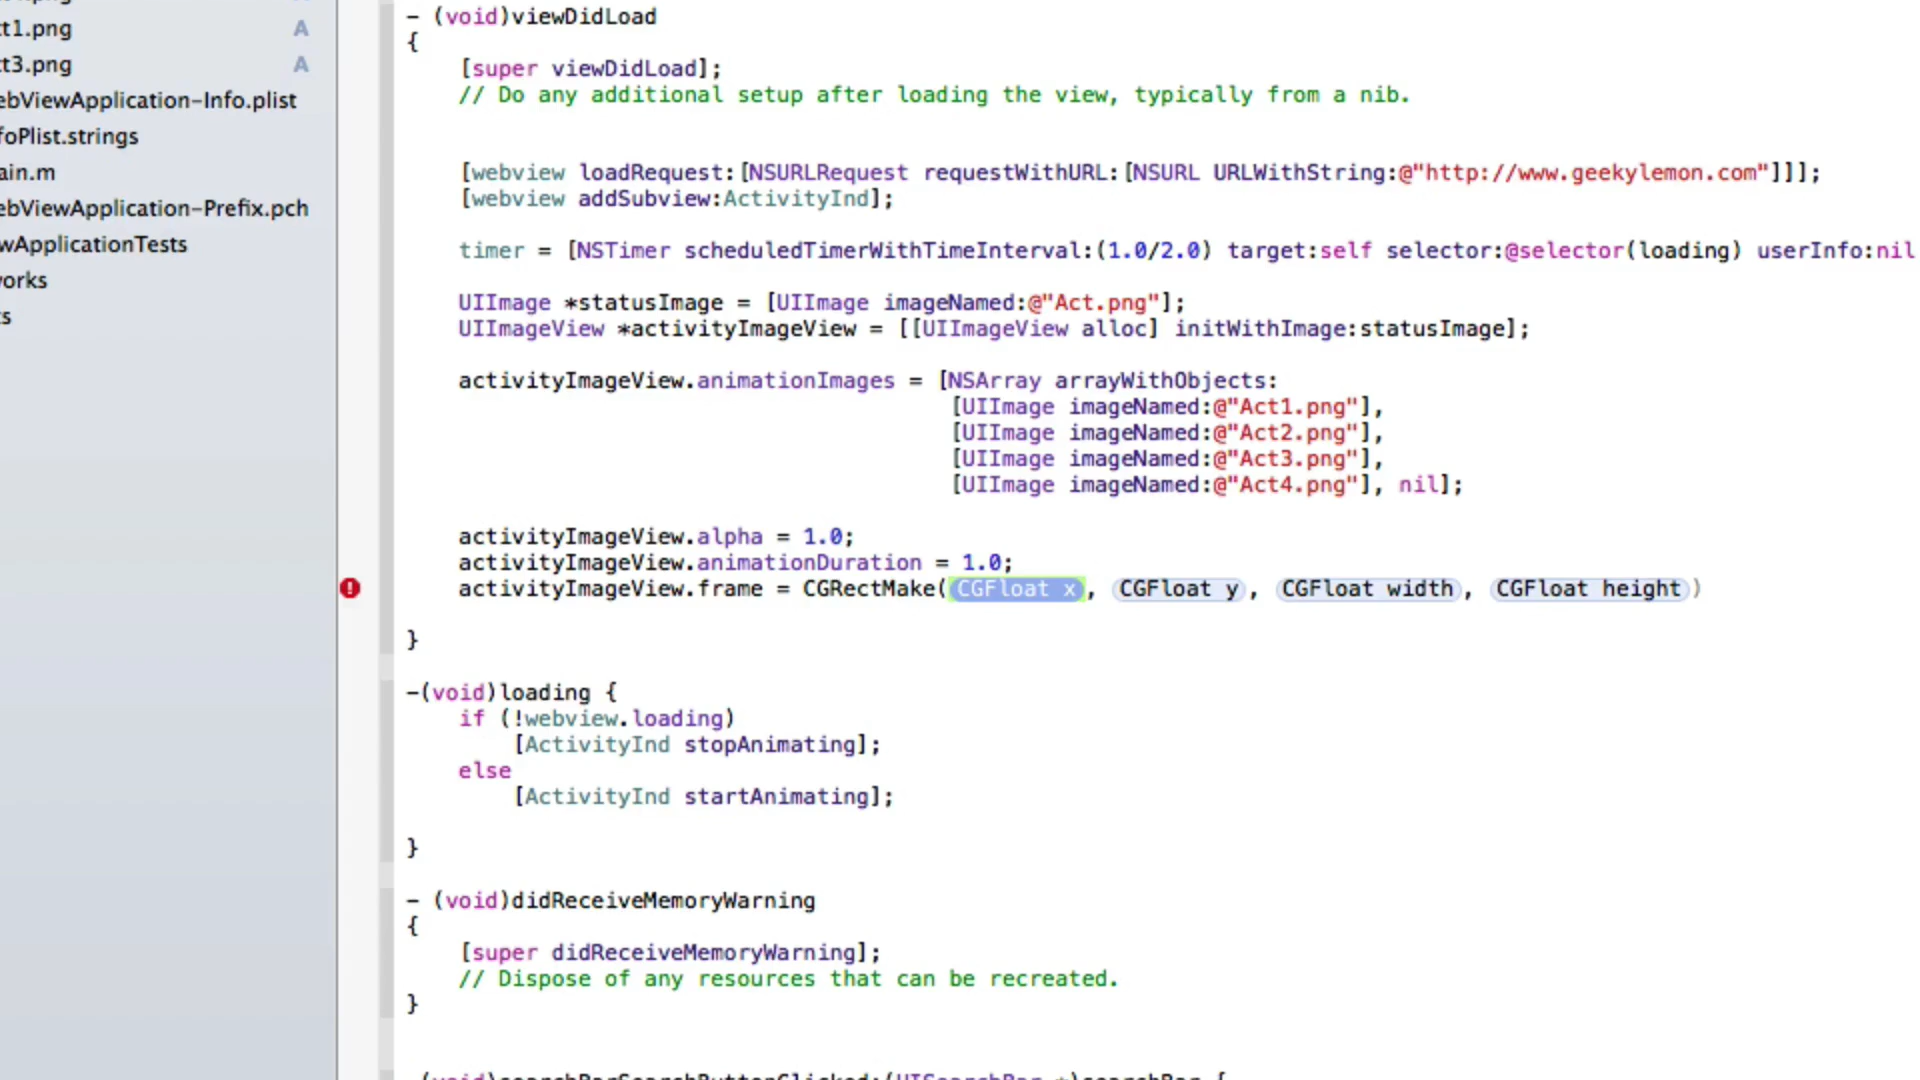 t1.png A
t3.png A
ebViewApplication-Info.plist
foPlist.strings
ain.m
ebViewApplication-Prefix.pch
wApplicationTests
orks
s
- (void)viewDidLoad
{
[super viewDidLoad];
// Do any additional setup after loading the view, typically from a nib.
[webview loadRequest:[NSURLRequest requestWithURL:[NSURL URLWithString:@"http://www.geekylemon.com"]]];
[webview addSubview:ActivityInd];
timer = [NSTimer scheduledTimerWithTimeInterval:(1.0/2.0) target:self selector:@selector(loading) userInfo:nil
UIImage *statusImage = [UIImage imageNamed:@"Act.png"];
UIImageView *activityImageView = [[UIImageView alloc] initWithImage:statusImage];
activityImageView.animationImages = [NSArray arrayWithObjects:
[UIImage imageNamed:@"Act1.png"],
[UIImage imageNamed:@"Act2.png"],
[UIImage imageNamed:@"Act3.png"],
[UIImage imageNamed:@"Act4.png"], nil];
activityImageView.alpha = 1.0;
activityImageView.animationDuration = 1.0;
activityImageView.frame = CGRectMake(CGFloat x, CGFloat y, CGFloat width, CGFloat height)
}
-(void)loading {
if (!webview.loading)
[ActivityInd stopAnimating];
else
[ActivityInd startAnimating];
}
- (void)didReceiveMemoryWarning
{
[super didReceiveMemoryWarning];
// Dispose of any resources that can be recreated.
}
(void)searchBarSearchButtonClicked:(UISearchBar *)searchBar {